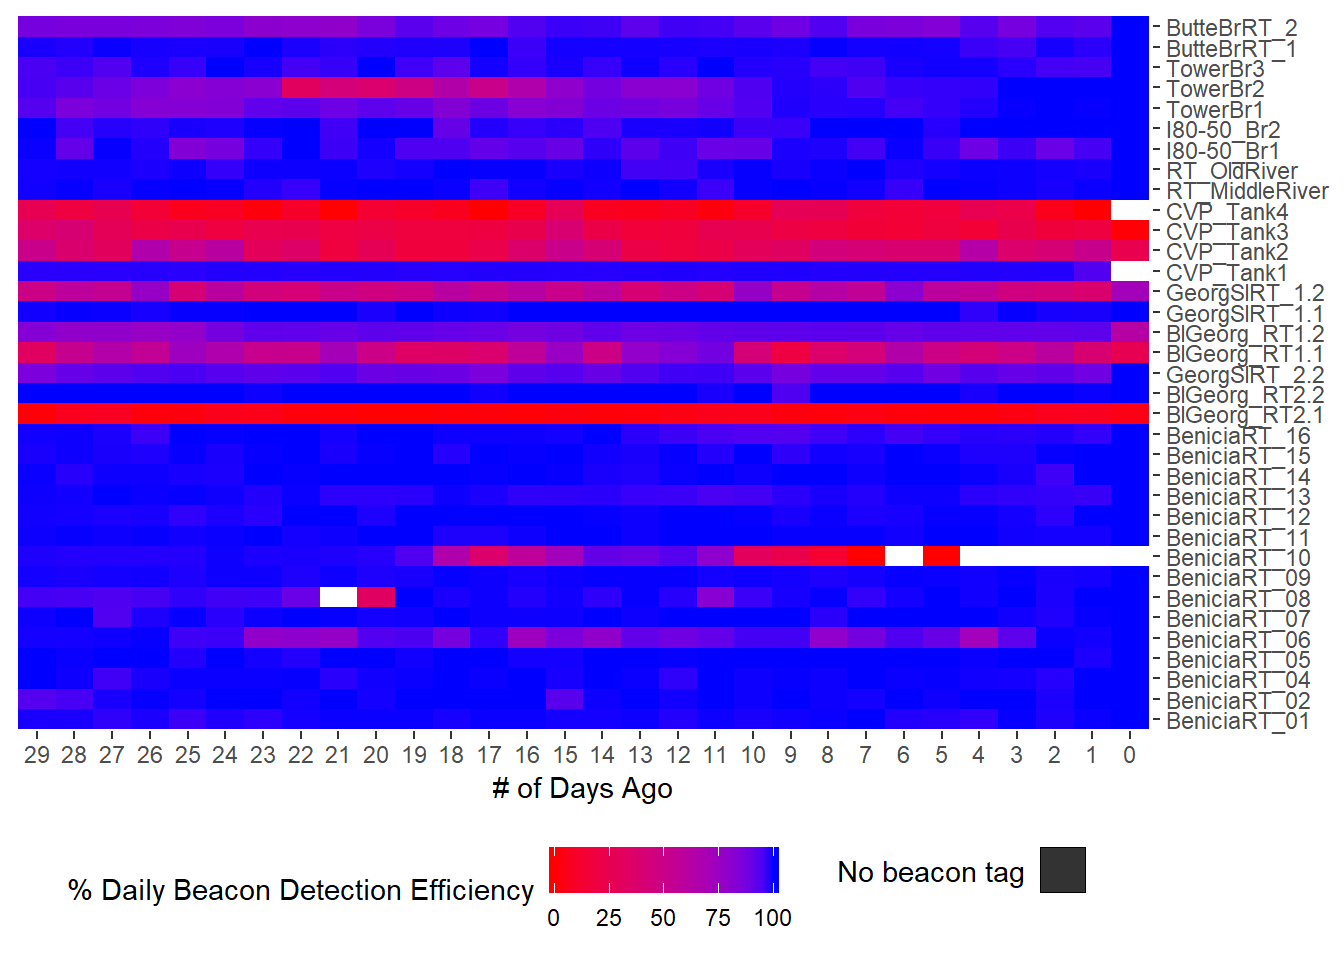 ButteBrRT_2
ButteBrRT_1
TowerBr3
TowerBr2
TowerBr1
I80-50_Br2
I80-50_Br1
RT_OldRiver
RT_MiddleRiver
CVP_Tank4
CVP_Tank3
CVP_Tank2
CVP_Tank1
GeorgSlRT_1.2
GeorgSlRT_1.1
BlGeorg_RT1.2
BlGeorg_RT1.1
GeorgSlRT_2.2
BlGeorg_RT2.2
BlGeorg_RT2.1
BeniciaRT_16
BeniciaRT_15
BeniciaRT_14
BeniciaRT_13
BeniciaRT_12
BeniciaRT_11
BeniciaRT_10
BeniciaRT_09
BeniciaRT_08
BeniciaRT_07
BeniciaRT_06
BeniciaRT_05
BeniciaRT_04
BeniciaRT_02
BeniciaRT_01
29 28 27 26 25 24 23 22 21 20 19 18 17 16 15 14 13 12 11 10 9 8 7 6 5 4 3 2 1 0
# of Days Ago
% Daily Beacon Detection Efficiency
0 25 50 75 100
No beacon tag